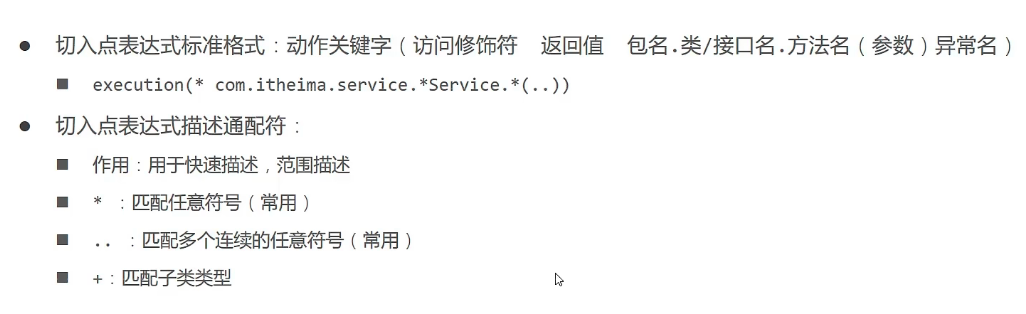 ● 切入点表达式标准格式：动作关键字（访问修饰符 返回值 包名.类/接口名.方法名（参数）异常名）
■ execution(* com.itheima.service.*Service.*(..))
● 切入点表达式描述通配符：
■ 作用：用于快速描述，范围描述
■ * ：匹配任意符号（常用）
■ .. ：匹配多个连续的任意符号（常用）
■ +：匹配子类类型